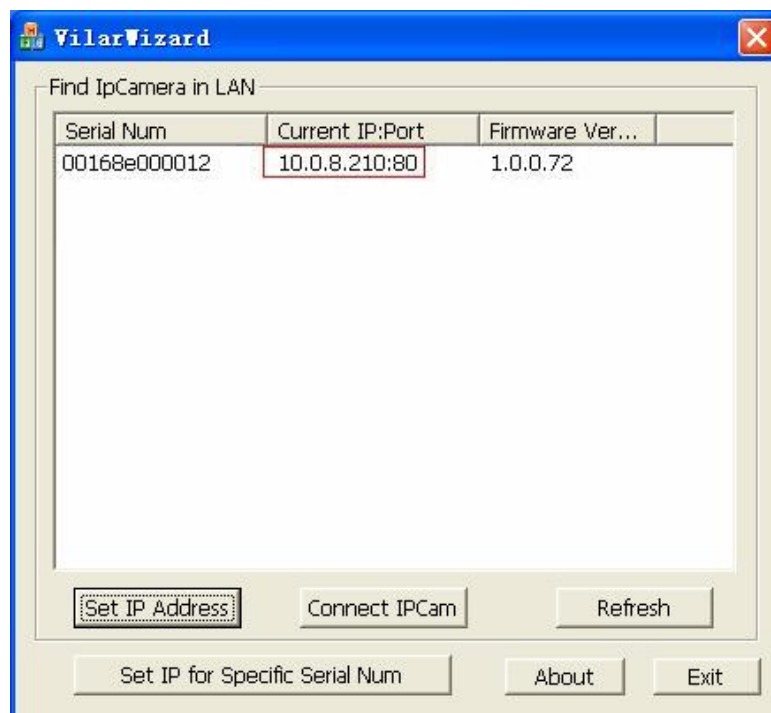 VilarWizard
Find IpCamera in LAN
Serial Num Current IP:Port Firmware Ver...
00168e000012 10.0.8.210:80 1.0.0.72
Set IP Address Connect IPCam Refresh
Set IP for Specific Serial Num About Exit